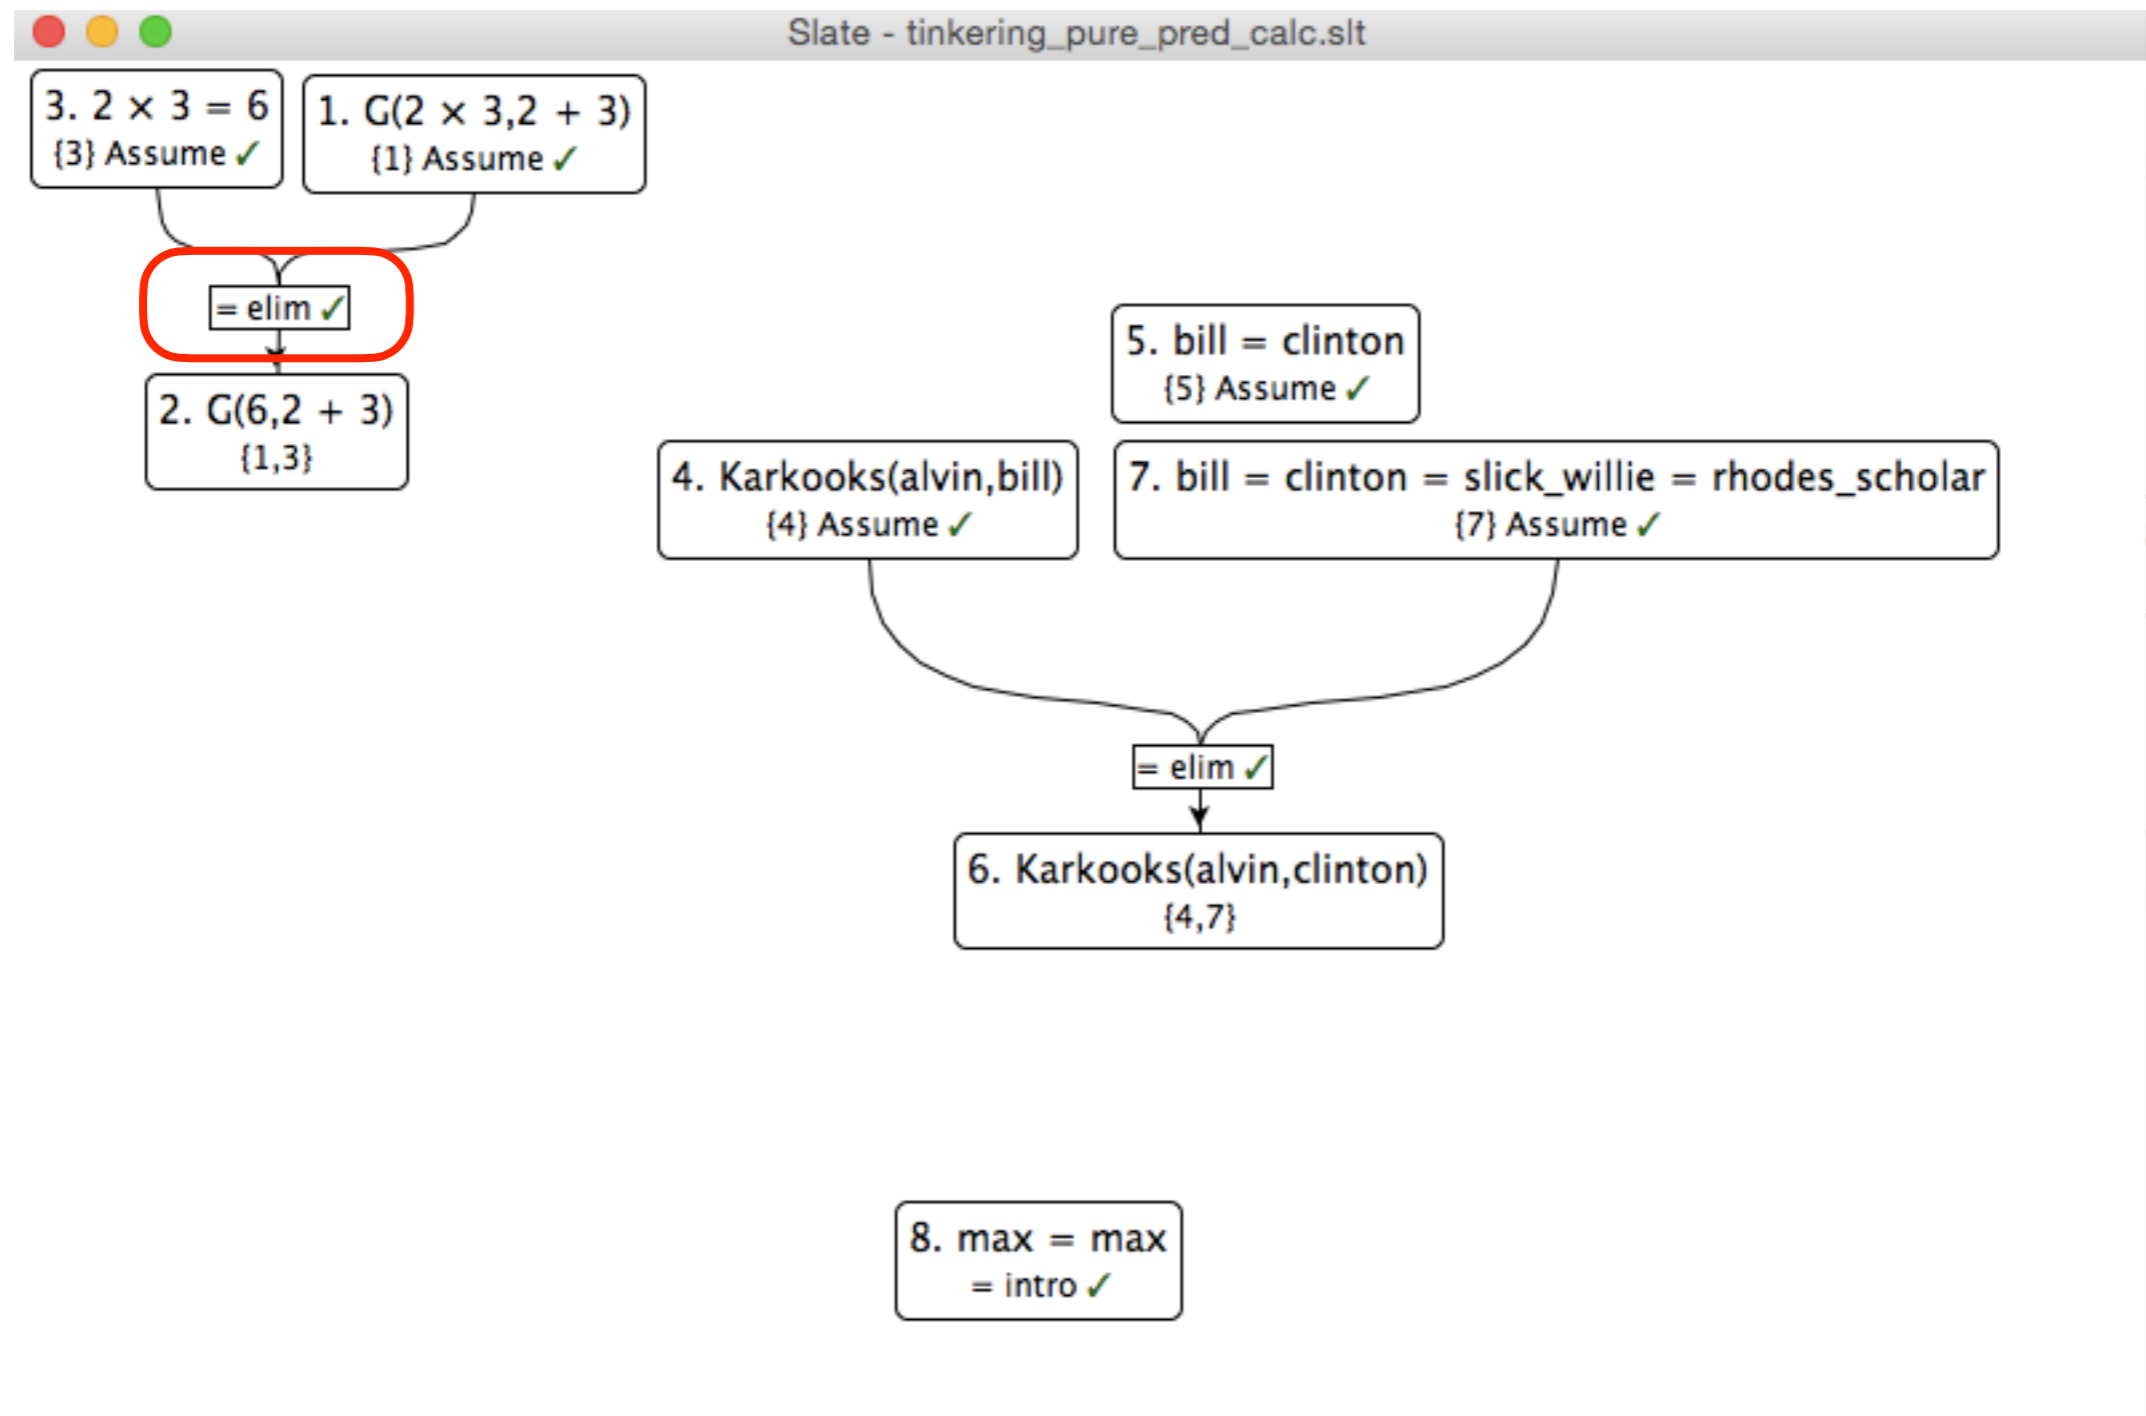 Slate - tinkering_pure_pred_calc.slt
3. 2 × 3 = 6
{3} Assume ✓
1. G(2 × 3,2 + 3)
{1} Assume ✓
= elim ✓
2. G(6,2 + 3)
{1,3}
5. bill = clinton
{5} Assume ✓
4. Karkooks(alvin,bill)
{4} Assume ✓
7. bill = clinton = slick_willie = rhodes_scholar
{7} Assume ✓
= elim ✓
6. Karkooks(alvin,clinton)
{4,7}
8. max = max
= intro ✓